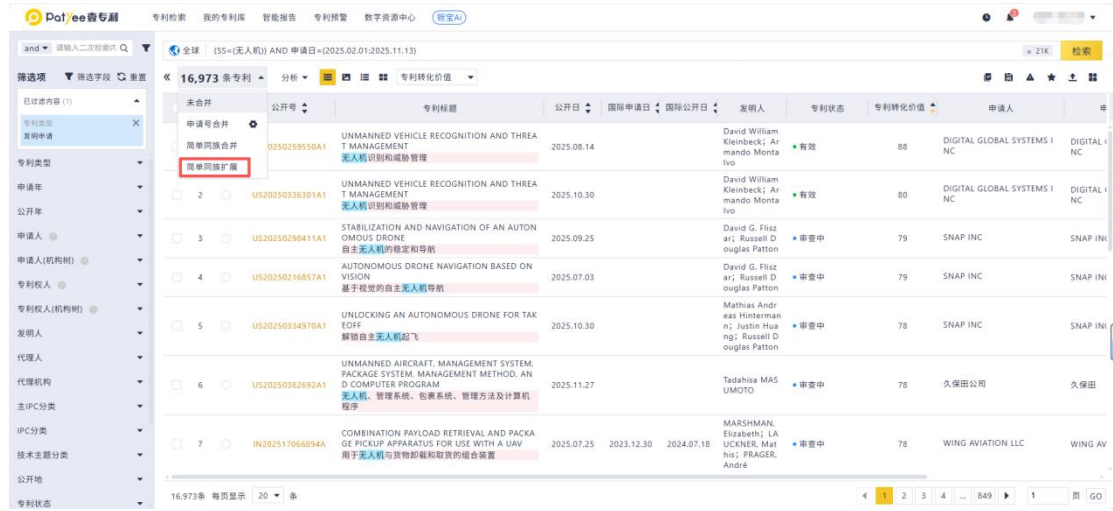 Patyee壹专利 专利检索 我的专利库 智能报告 专利预警 数字资源中心 钽宝Ai
and 请输入二次检索内 全球 (SS=(无人机)) AND 申请日=(2025.02.01:2025.11.13) ≈ 21K 检索
筛选项 筛选字段 重置 16,973 条专利 分析 专利转化价值
已过滤内容 (1)
专利类型
发明申请
未合并
申请号合并
简单同族合并
简单同族扩展
公开号 专利标题 公开日 国际申请日 国际公开日 发明人 专利状态 专利转化价值 申请人
0250259550A1 UNMANNED VEHICLE RECOGNITION AND THREA
T MANAGEMENT
无人机识别和威胁管理 2025.08.14 David William
Kleinbeck; Ar
mando Monta
lvo 有效 88 DIGITAL GLOBAL SYSTEMS I
NC DIGITAL
NC
2 US20250336301A1 UNMANNED VEHICLE RECOGNITION AND THREA
T MANAGEMENT
无人机识别和威胁管理 2025.10.30 David William
Kleinbeck; Ar
mando Monta
lvo 有效 80 DIGITAL GLOBAL SYSTEMS I
NC DIGITAL
NC
3 US20250298411A1 STABILIZATION AND NAVIGATION OF AN AUTON
OMOUS DRONE
自主无人机的稳定和导航 2025.09.25 David G. Flisz
ar; Russell D
ouglas Patton 审查中 79 SNAP INC SNAP INC
4 US20250216857A1 AUTONOMOUS DRONE NAVIGATION BASED ON
VISION
基于视觉的自主无人机导航 2025.07.03 David G. Flisz
ar; Russell D
ouglas Patton 审查中 79 SNAP INC SNAP INC
5 US20250334970A1 UNLOCKING AN AUTONOMOUS DRONE FOR TAK
EOFF
解锁自主无人机起飞 2025.10.30 Mathias Andr
eas Hinterman
n; Justin Hua
ng; Russell D
ouglas Patton 审查中 78 SNAP INC SNAP INC
6 US20250362692A1 UNMANNED AIRCRAFT, MANAGEMENT SYSTEM,
PACKAGE SYSTEM, MANAGEMENT METHOD, AN
D COMPUTER PROGRAM
无人机、管理系统、包裹系统、管理方法及计算机
程序 2025.11.27 Tadahisa MAS
UMOTO 审查中 78 久保田公司 久保田
7 IN202517066894A COMBINATION PAYLOAD RETRIEVAL AND PACKA
GE PICKUP APPARATUS FOR USE WITH A UAV
用于无人机与货物卸载和取货的组合装置 2025.07.25 2023.12.30 2024.07.18 MARSHMAN,
Elizabeth; LA
UCKNER, Mat
his; PRAGER,
André 审查中 78 WING AVIATION LLC WING AV
专利类型
申请年
公开年
申请人
申请人(机构树)
专利权人
专利权人(机构树)
发明人
代理人
代理机构
主IPC分类
IPC分类
技术主题分类
公开地
专利状态
16,973条 每页显示 20 条 1 2 3 4 ... 849 1 页 GO